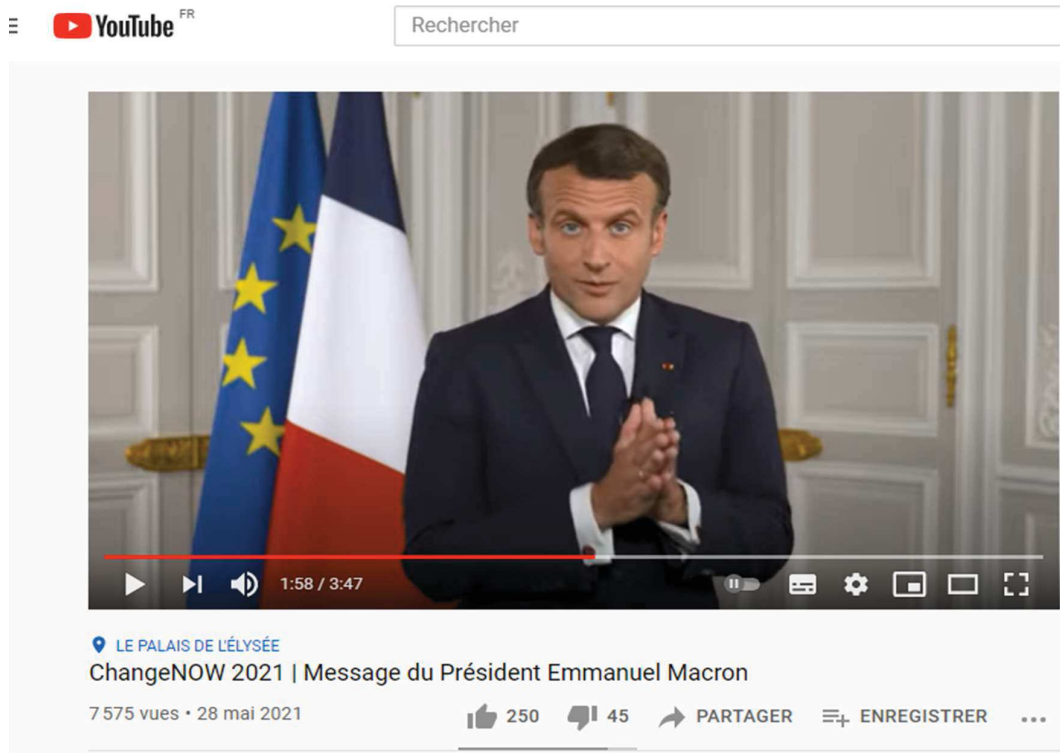 YouTube FR
Rechercher
1:58 / 3:47
LE PALAIS DE L'ÉLYSÉE
ChangeNOW 2021 | Message du Président Emmanuel Macron
7 575 vues • 28 mai 2021 250 45 PARTAGER ENREGISTRER ...